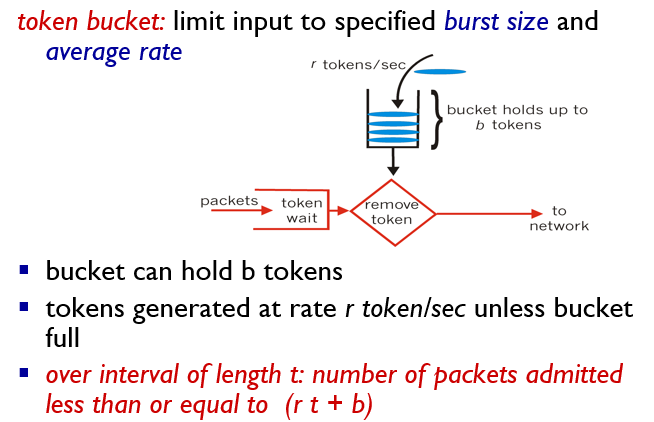 token bucket: limit input to specified burst size and
average rate
r tokens/sec
bucket holds up to
b tokens
packets
token
wait
remove
token
to
network
bucket can hold b tokens
tokens generated at rate r token/sec unless bucket
full
over interval of length t: number of packets admitted
less than or equal to (r t + b)